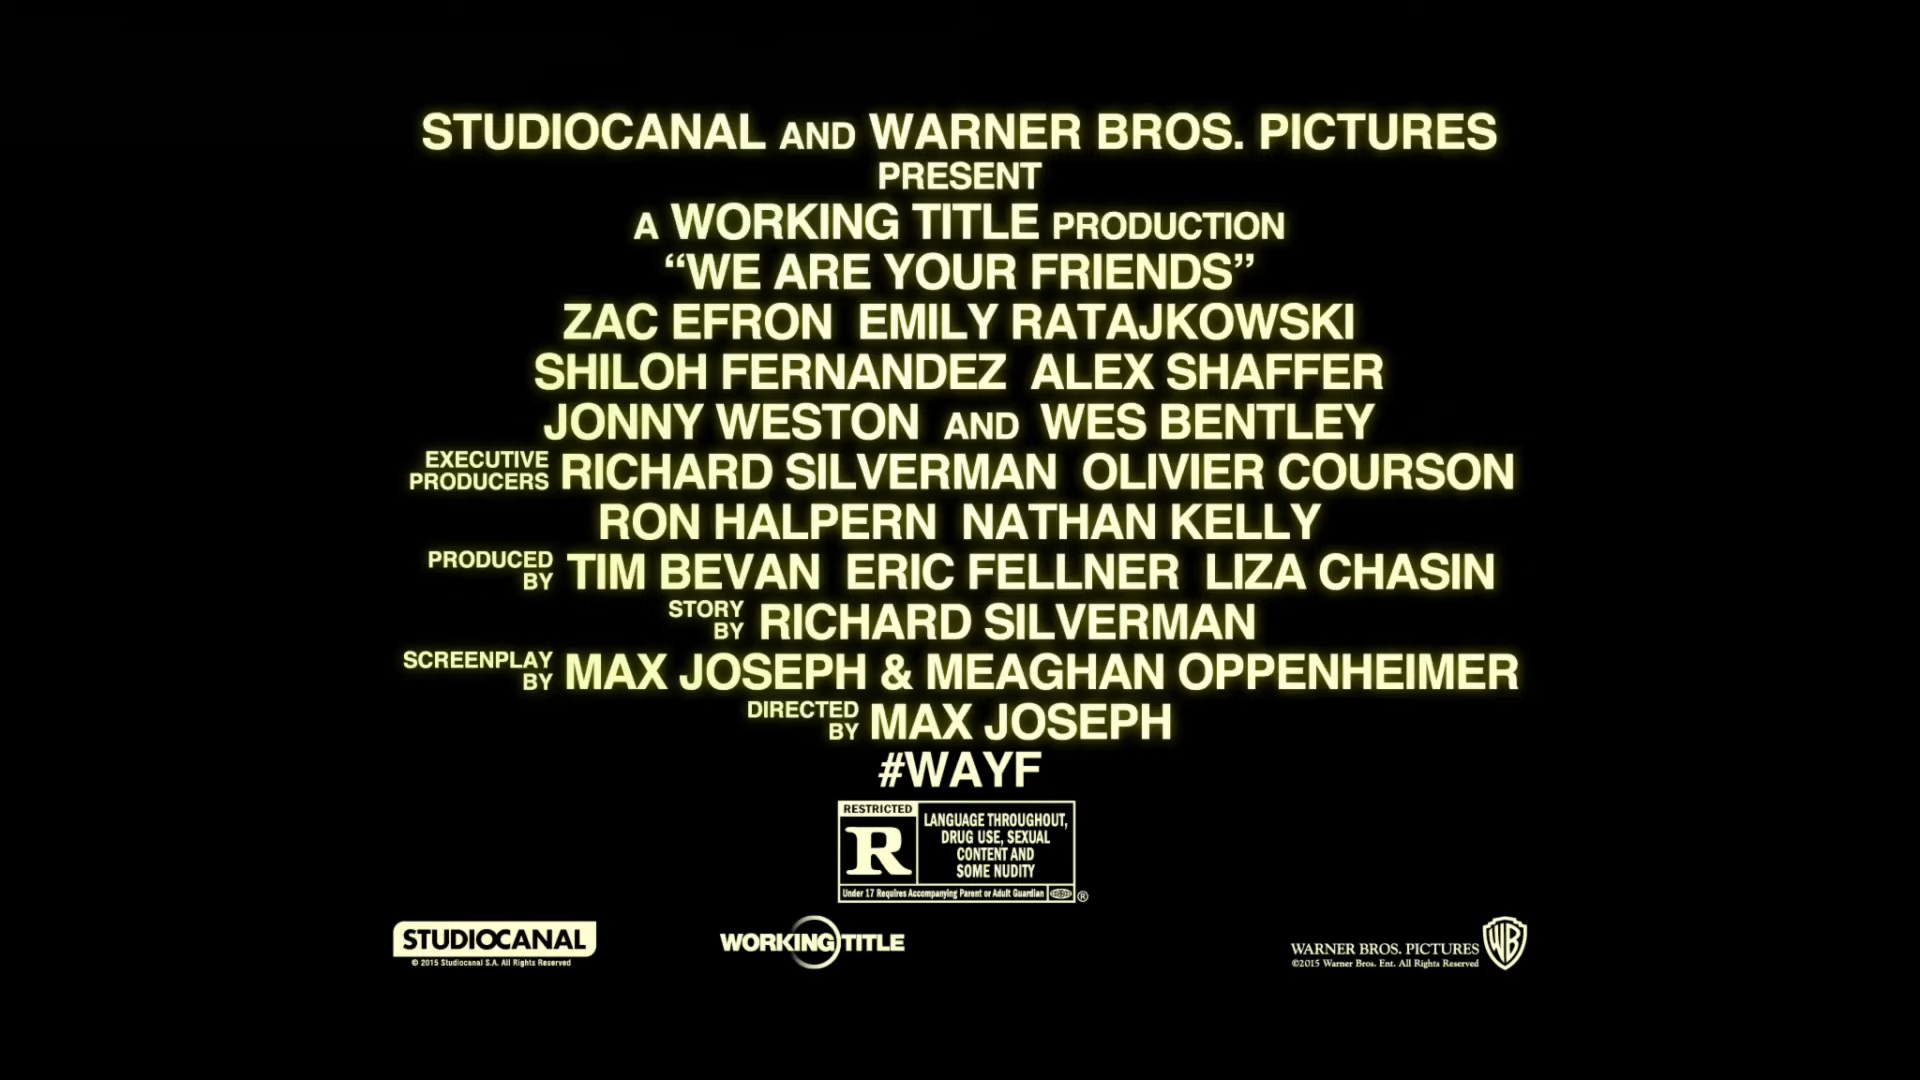 STUDIOCANAL AND WARNER BROS. PICTURES
PRESENT
A WORKING TITLE PRODUCTION
“WE ARE YOUR FRIENDS”
ZAC EFRON EMILY RATAJKOWSKI
SHILOH FERNANDEZ ALEX SHAFFER
JONNY WESTON AND WES BENTLEY
EXECUTIVE PRODUCERS RICHARD SILVERMAN OLIVIER COURSON
RON HALPERN NATHAN KELLY
PRODUCED BY TIM BEVAN ERIC FELLNER LIZA CHASIN
STORY BY RICHARD SILVERMAN
SCREENPLAY BY MAX JOSEPH & MEAGHAN OPPENHEIMER
DIRECTED BY MAX JOSEPH
#WAYF
RESTRICTED
R
LANGUAGE THROUGHOUT,
DRUG USE, SEXUAL
CONTENT AND
SOME NUDITY
Under 17 Requires Accompanying Parent or Adult Guardian
®
STUDIOCANAL
© 2015 Studiocanal S.A. All Rights Reserved
WORKING TITLE
WARNER BROS. PICTURES
©2015 Warner Bros. Ent. All Rights Reserved
WB